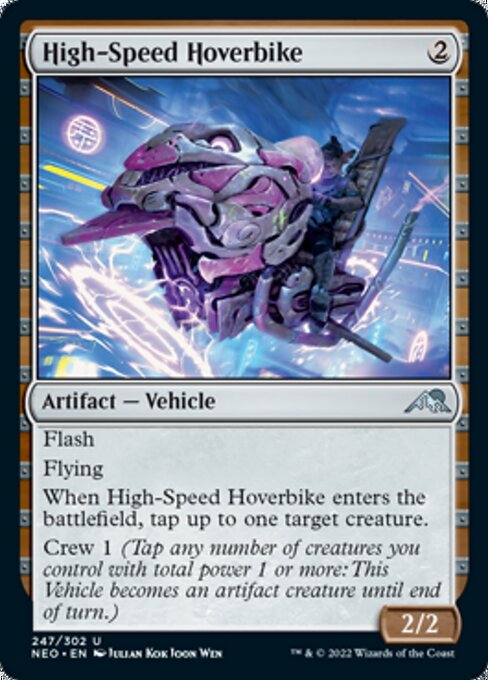 High-Speed Hoverbike 2
Artifact — Vehicle
Flash
Flying
When High-Speed Hoverbike enters the
battlefield, tap up to one target creature.
Crew 1 (Tap any number of creatures you
control with total power 1 or more: This
Vehicle becomes an artifact creature until end
of turn.)
2/2
247/302 U
NEO • EN Julian Kok Joon Wen
™ & © 2022 Wizards of the Coast